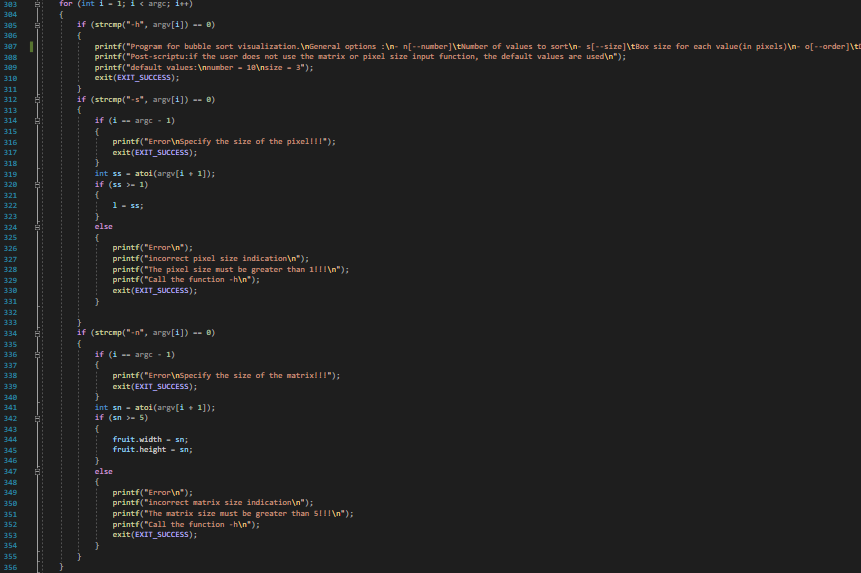 303 for (int i = 1; i < argc; i++)
304 {
305 if (strcmp("-h", argv[i]) == 0)
306 {
307 printf("Program for bubble sort visualization.\nGeneral options :\n- n[--number]\tNumber of values to sort\n- s[--size]\tBox size for each value(in pixels)\n- o[--order]\t
308 printf("Post-scriptu:if the user does not use the matrix or pixel size input function, the default values are used\n");
309 printf("default values:\nnumber = 10\nsize = 3");
310 exit(EXIT_SUCCESS);
311 }
312 if (strcmp("-s", argv[i]) == 0)
313 {
314 if (i == argc - 1)
315 {
316 printf("Error\nSpecify the size of the pixel!!!");
317 exit(EXIT_SUCCESS);
318 }
319 int ss = atoi(argv[i + 1]);
320 if (ss >= 1)
321 {
322 l = ss;
323 }
324 else
325 {
326 printf("Error\n");
327 printf("incorrect pixel size indication\n");
328 printf("The pixel size must be greater than 1!!!\n");
329 printf("Call the function -h\n");
330 exit(EXIT_SUCCESS);
331 }
332
333 }
334 if (strcmp("-n", argv[i]) == 0)
335 {
336 if (i == argc - 1)
337 {
338 printf("Error\nSpecify the size of the matrix!!!");
339 exit(EXIT_SUCCESS);
340 }
341 int sn = atoi(argv[i + 1]);
342 if (sn >= 5)
343 {
344 fruit.width = sn;
345 fruit.height = sn;
346 }
347 else
348 {
349 printf("Error\n");
350 printf("incorrect matrix size indication\n");
351 printf("The matrix size must be greater than 5!!!\n");
352 printf("Call the function -h\n");
353 exit(EXIT_SUCCESS);
354 }
355 }
356 }